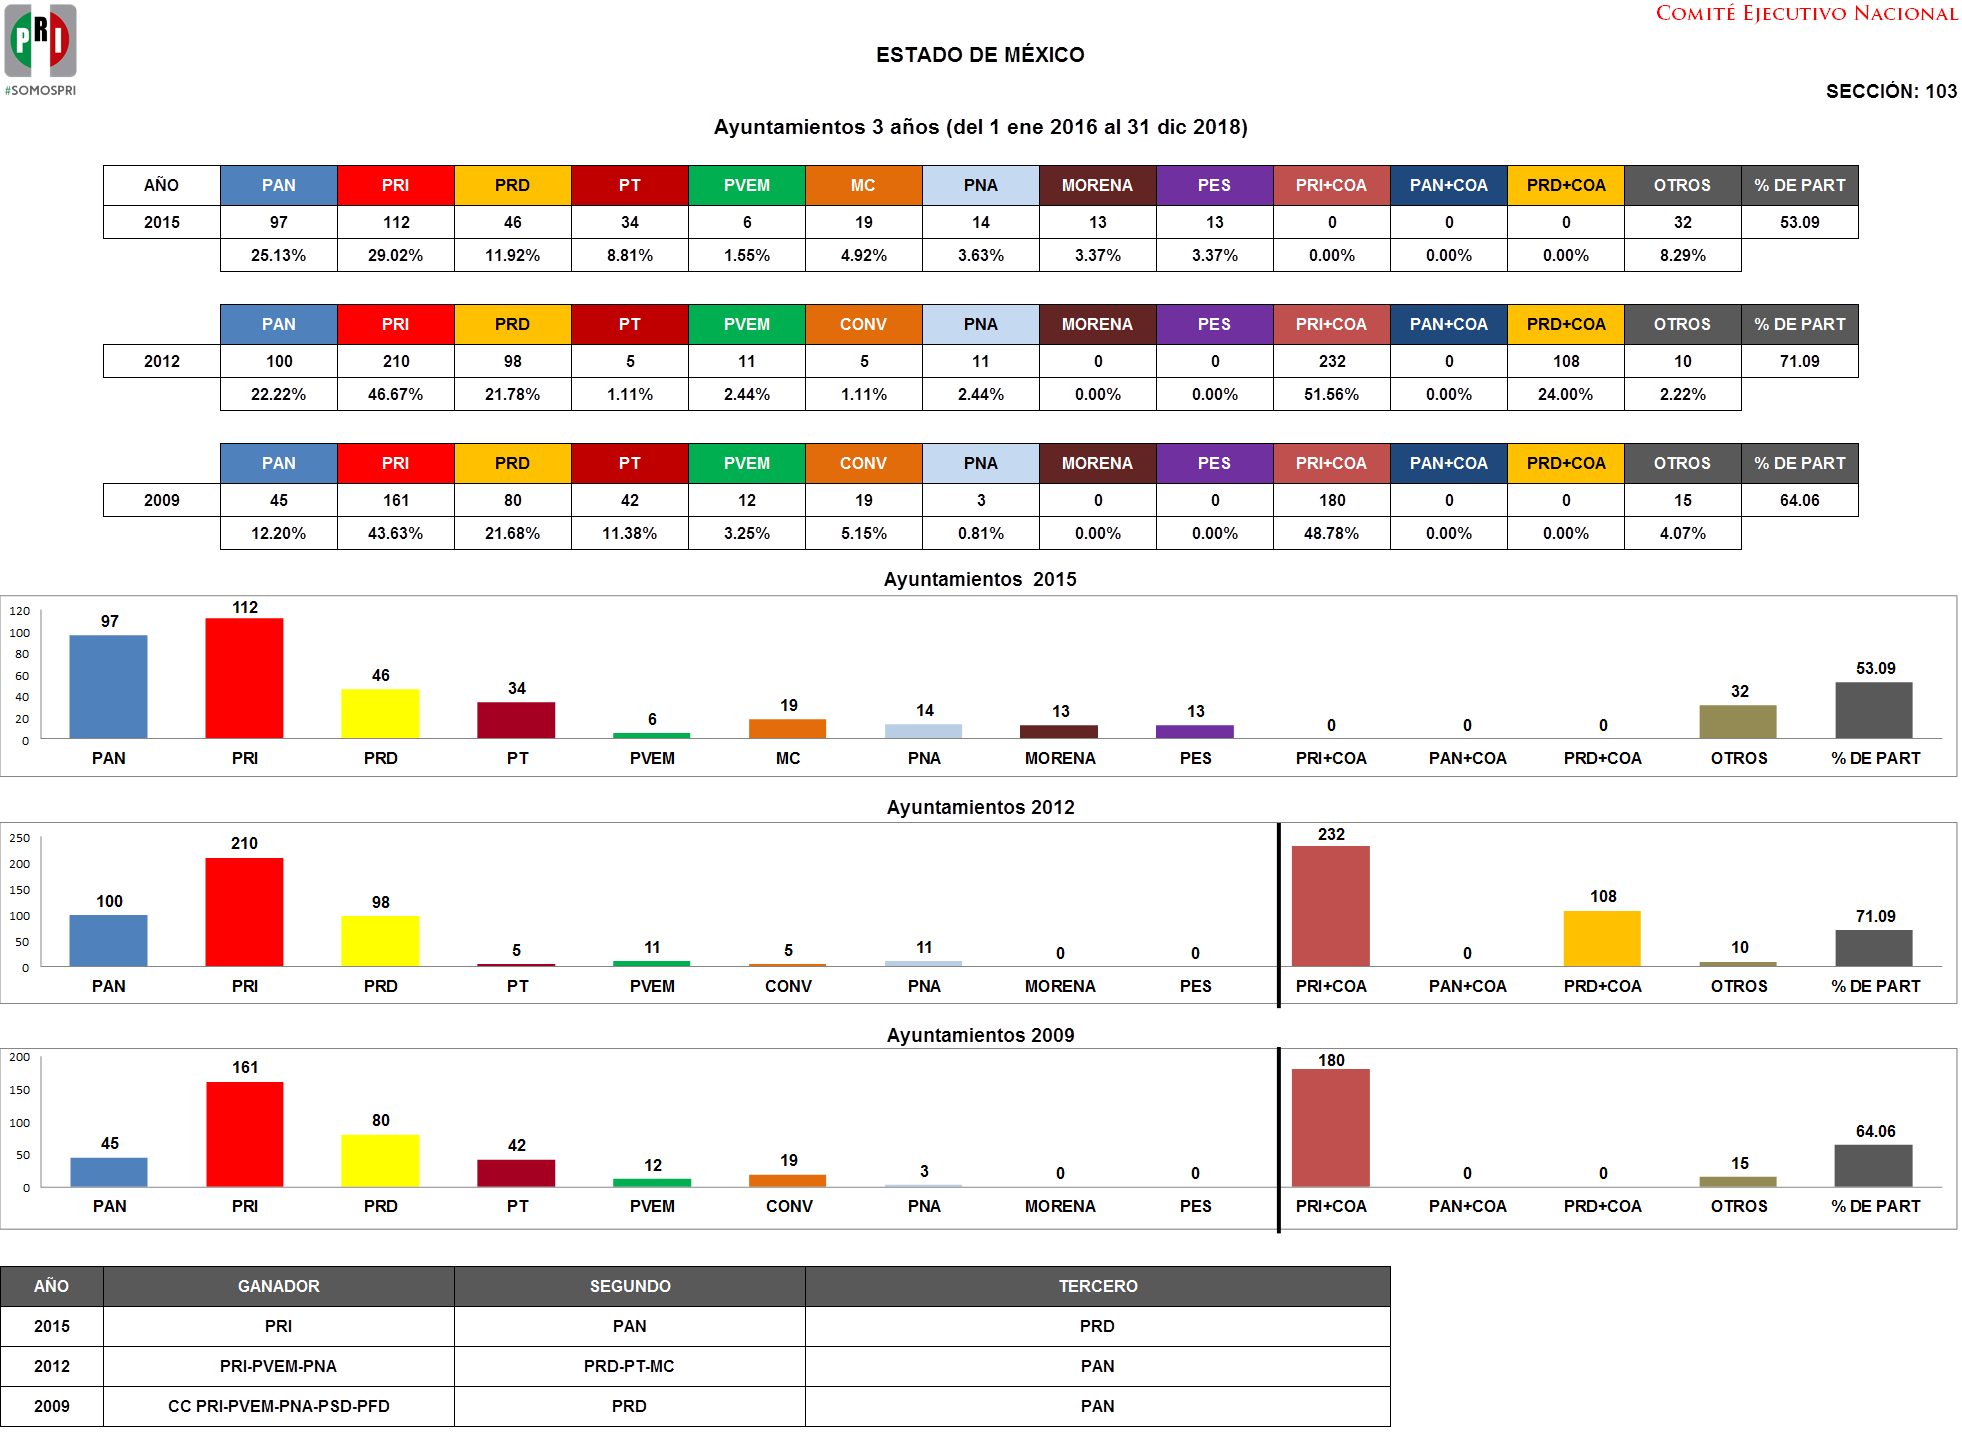 PRI
#SOMOSPRI
COMITÉ EJECUTIVO NACIONAL
ESTADO DE MÉXICO
SECCIÓN: 103
Ayuntamientos 3 años (del 1 ene 2016 al 31 dic 2018)
AÑO PAN PRI PRD PT PVEM MC PNA MORENA PES PRI+COA PAN+COA PRD+COA OTROS % DE PART
2015 97 112 46 34 6 19 14 13 13 0 0 0 32 53.09
25.13% 29.02% 11.92% 8.81% 1.55% 4.92% 3.63% 3.37% 3.37% 0.00% 0.00% 0.00% 8.29%
PAN PRI PRD PT PVEM CONV PNA MORENA PES PRI+COA PAN+COA PRD+COA OTROS % DE PART
2012 100 210 98 5 11 5 11 0 0 232 0 108 10 71.09
22.22% 46.67% 21.78% 1.11% 2.44% 1.11% 2.44% 0.00% 0.00% 51.56% 0.00% 24.00% 2.22%
PAN PRI PRD PT PVEM CONV PNA MORENA PES PRI+COA PAN+COA PRD+COA OTROS % DE PART
2009 45 161 80 42 12 19 3 0 0 180 0 0 15 64.06
12.20% 43.63% 21.68% 11.38% 3.25% 5.15% 0.81% 0.00% 0.00% 48.78% 0.00% 0.00% 4.07%
Ayuntamientos 2015
120
100
80
60
40
20
0
97 112 46 34 6 19 14 13 13 0 0 0 32 53.09
PAN PRI PRD PT PVEM MC PNA MORENA PES PRI+COA PAN+COA PRD+COA OTROS % DE PART
Ayuntamientos 2012
250
200
150
100
50
0
100 210 98 5 11 5 11 0 0 232 0 108 10 71.09
PAN PRI PRD PT PVEM CONV PNA MORENA PES PRI+COA PAN+COA PRD+COA OTROS % DE PART
Ayuntamientos 2009
200
150
100
50
0
45 161 80 42 12 19 3 0 0 180 0 0 15 64.06
PAN PRI PRD PT PVEM CONV PNA MORENA PES PRI+COA PAN+COA PRD+COA OTROS % DE PART
AÑO GANADOR SEGUNDO TERCERO
2015 PRI PAN PRD
2012 PRI-PVEM-PNA PRD-PT-MC PAN
2009 CC PRI-PVEM-PNA-PSD-PFD PRD PAN